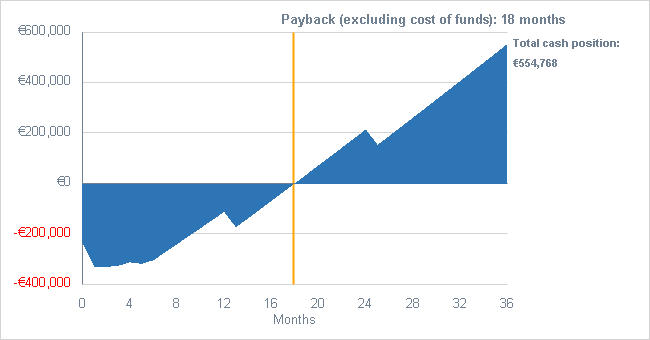 Payback (excluding cost of funds): 18 months
€600,000
Total cash position:
€554,768
€400,000
€200,000
€0
-€200,000
-€400,000
0 4 8 12 16 20 24 28 32 36
Months